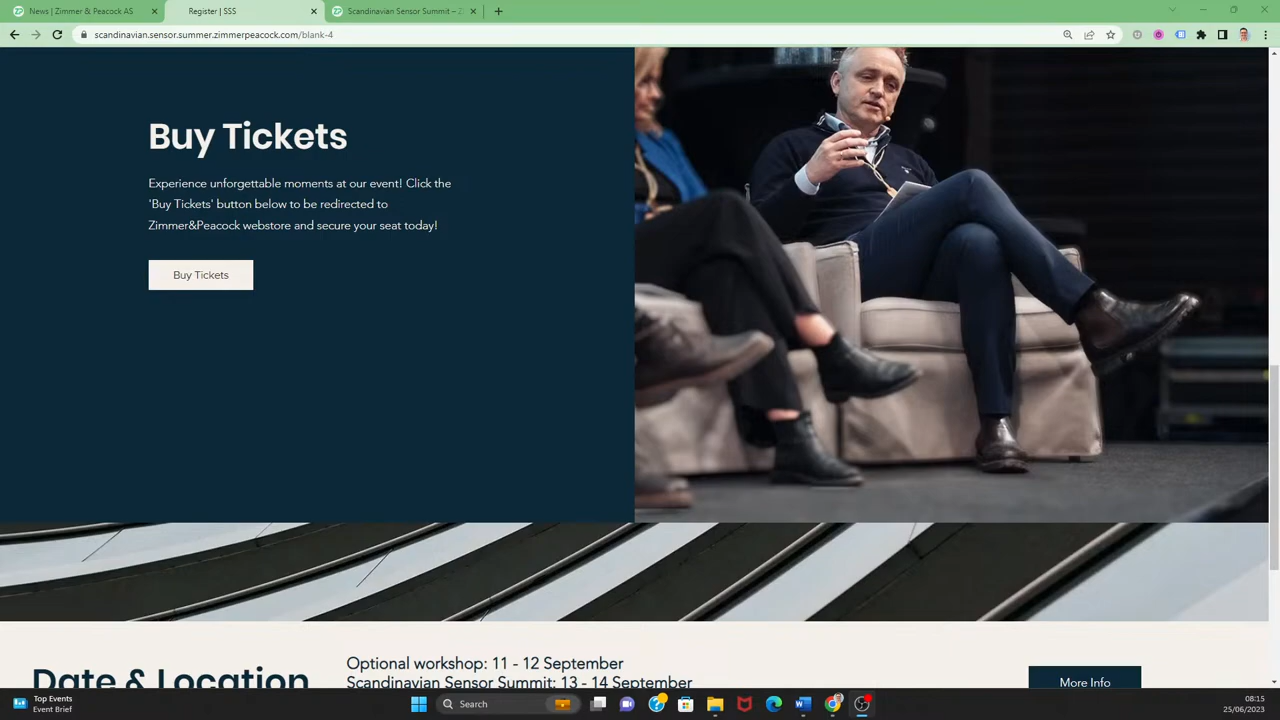 News | Zimmer & Peacock AS
Register | SSS
Scandinavian Sensor Summit – Z
scandinavian.sensor.summer.zimmerpeacock.com/blank-4
Buy Tickets
Experience unforgettable moments at our event! Click the
'Buy Tickets' button below to be redirected to
Zimmer&Peacock webstore and secure your seat today!
Buy Tickets
Optional workshop: 11 - 12 September
Date & Location
Scandinavian Sensor Summit: 13 - 14 September
More Info
Top Events
Event Brief
Search
08:15
25/06/2023